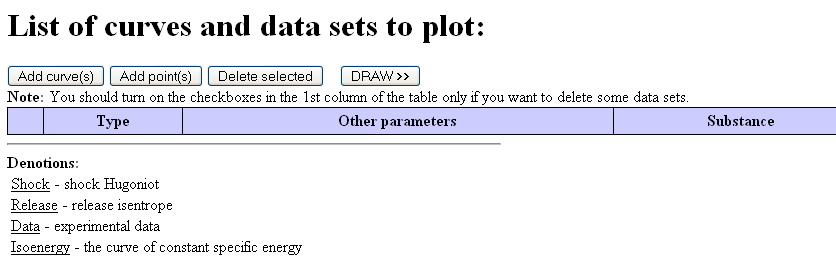 List of curves and data sets to plot:
Add curve(s) Add point(s) Delete selected DRAW >>
Note: You should turn on the checkboxes in the 1st column of the table only if you want to delete some data sets.
Type Other parameters Substance
Denotions:
Shock - shock Hugoniot
Release - release isentrope
Data - experimental data
Isoenergy - the curve of constant specific energy